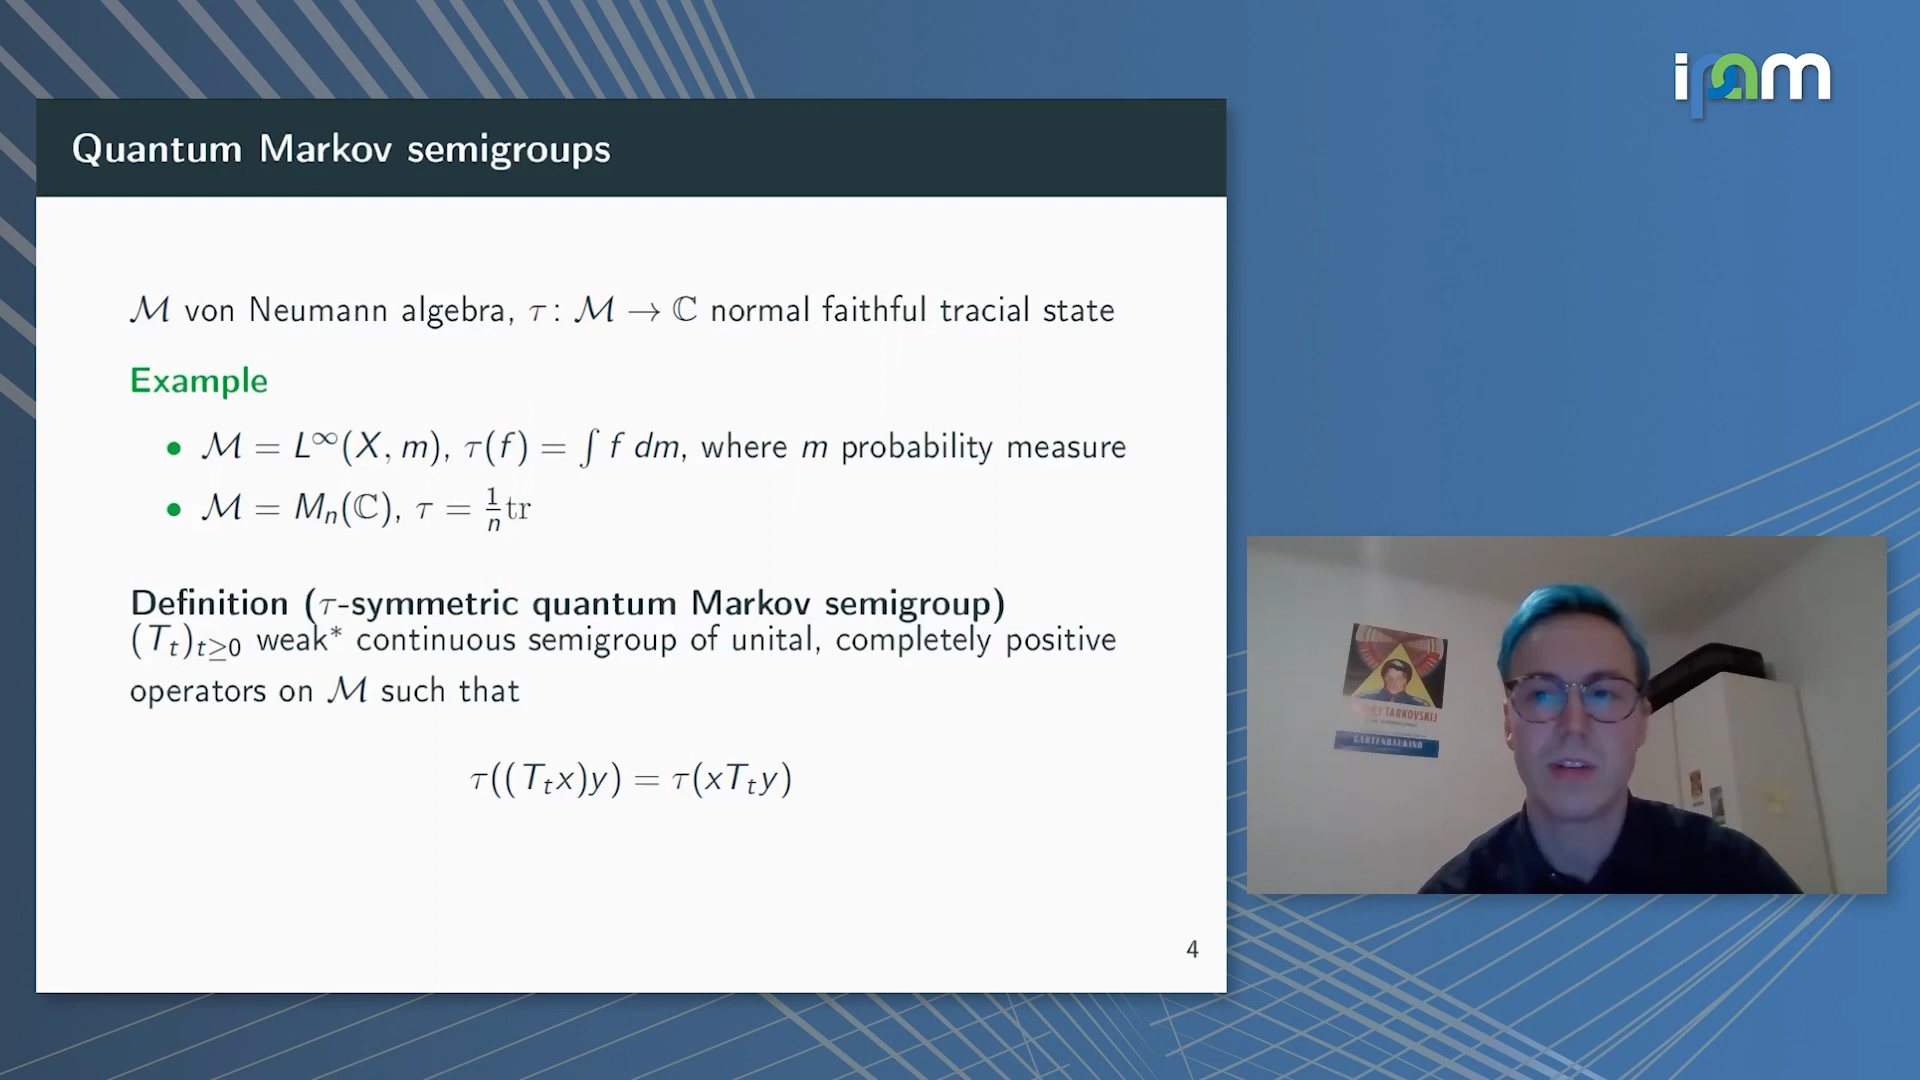 ipam
Quantum Markov semigroups
ℳ von Neumann algebra, τ: ℳ → ℂ normal faithful tracial state
Example
• ℳ = L^∞(X, m), τ(f) = ∫ f dm, where m probability measure
• ℳ = M_n(ℂ), τ = 1/n tr
Definition (τ-symmetric quantum Markov semigroup)
(T_t)_{t≥0} weak* continuous semigroup of unital, completely positive
operators on ℳ such that
τ((T_t x)y) = τ(xT_t y)
TARKOVSKIJ
GARTENBAUKINO
4